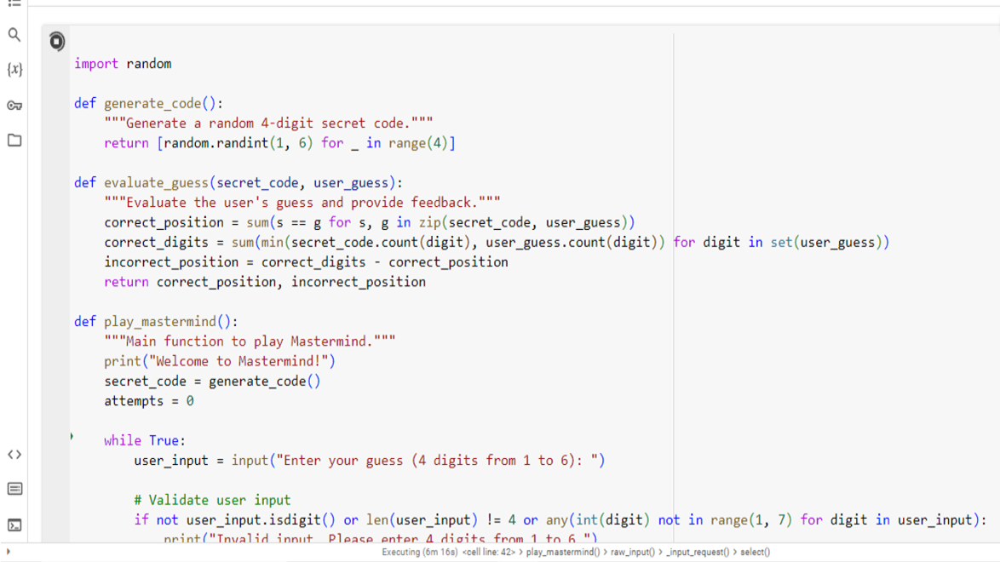 {x}
import random
def generate_code():
    """Generate a random 4-digit secret code."""
    return [random.randint(1, 6) for _ in range(4)]
def evaluate_guess(secret_code, user_guess):
    """Evaluate the user's guess and provide feedback."""
    correct_position = sum(s == g for s, g in zip(secret_code, user_guess))
    correct_digits = sum(min(secret_code.count(digit), user_guess.count(digit)) for digit in set(user_guess))
    incorrect_position = correct_digits - correct_position
    return correct_position, incorrect_position
def play_mastermind():
    """Main function to play Mastermind."""
    print("Welcome to Mastermind!")
    secret_code = generate_code()
    attempts = 0
    while True:
        user_input = input("Enter your guess (4 digits from 1 to 6): ")
        # Validate user input
        if not user_input.isdigit() or len(user_input) != 4 or any(int(digit) not in range(1, 7) for digit in user_input):
            print("Invalid input. Please enter 4 digits from 1 to 6.")
Executing (6m 16s) <cell line: 42> > play_mastermind() > raw_input() > _input_request() > select()